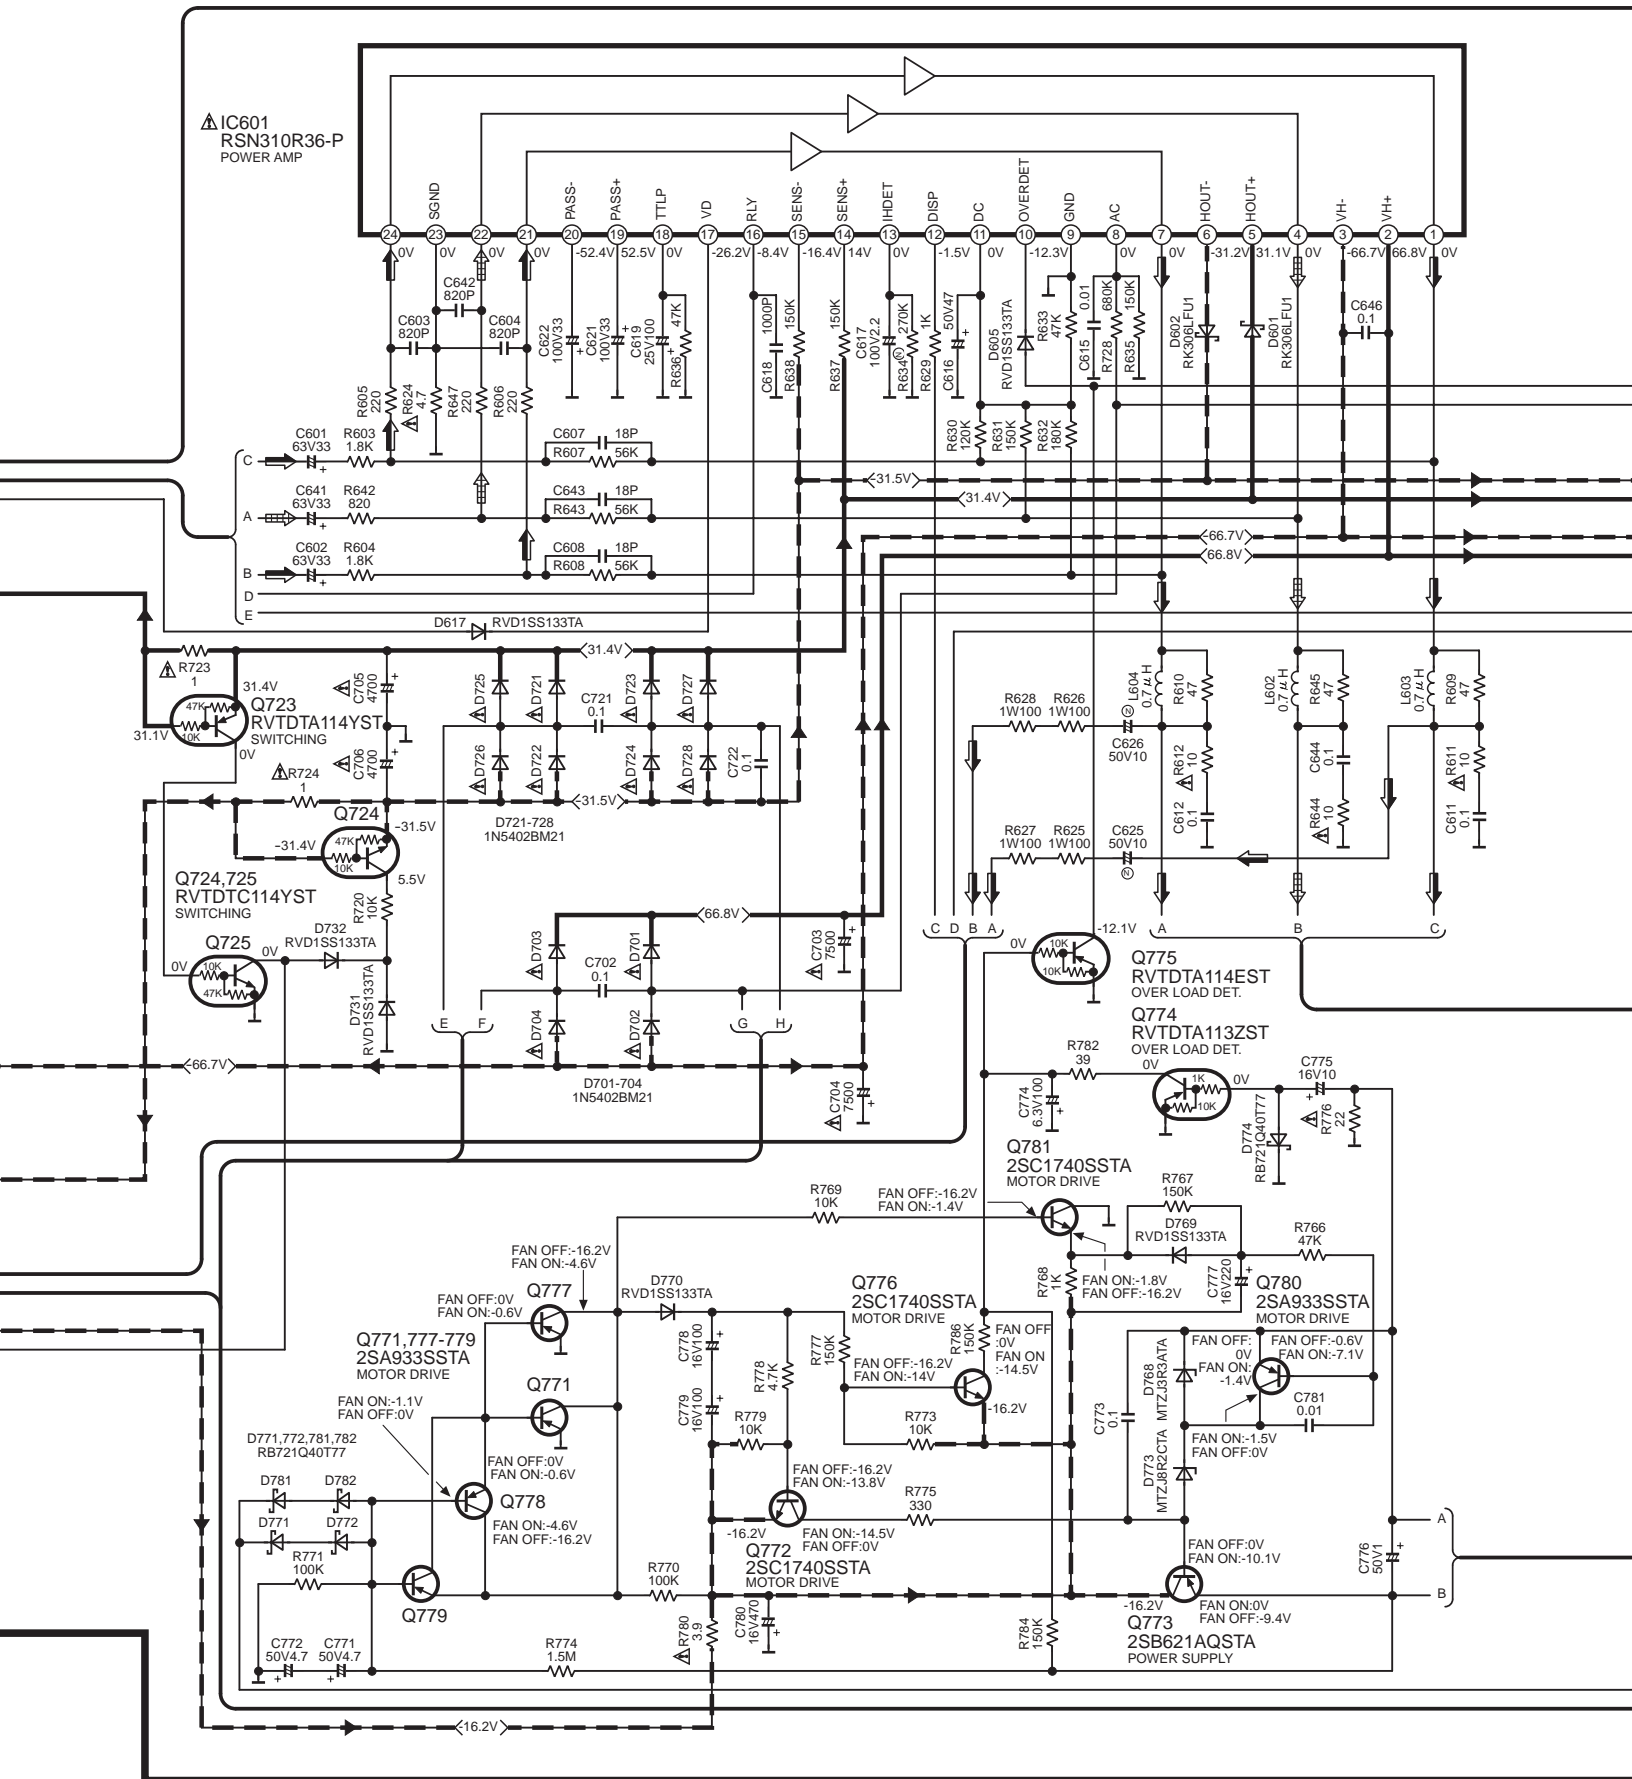 IC601
RSN310R36-P
POWER AMP
SGND
PASS-
PASS+
TTLP
VD
RLY
SENS-
SENS+
IHDET
DISP
DC
OVERDET
GND
AC
HOUT-
HOUT+
VH-
VH+
24 23 22 21 20 19 18 17 16 15 14 13 12 11 10 9 8 7 6 5 4 3 2 1
0V 0V 0V 0V -52.4V 52.5V 0V -26.2V -8.4V -16.4V 14V 0V -1.5V 0V -12.3V 0V 0V -31.2V 31.1V 0V -66.7V 66.8V 0V
C642
820P
C603
820P
C604
820P
C622
100V33
C621
100V33
C619
25V100
47K
R636
1000P
C618
150K
R638
150K
R637
C617
100V2.2
N
270K
R634
1K
R629
50V47
C616
D605
RVD1SS133TA
R633
47K
0.01
C615
680K
R728
150K
R635
D602
RK306LFU1
D601
RK306LFU1
C646
0.1
R605
220
R624
4.7
R647
220
R606
220
R630
120K
R631
150K
R632
180K
C
C601
63V33
R603
1.8K
C607
18P
R607
56K
A
C641
63V33
R642
820
C643
18P
R643
56K
B
C602
63V33
R604
1.8K
C608
18P
R608
56K
D
E
-31.5V
31.4V
-66.7V
66.8V
D617
RVD1SS133TA
31.4V
R723
1
31.4V
Q723
RVTDTA114YST
SWITCHING
47K
10K
31.1V
0V
C705
4700
C706
4700
D725
D721
D723
D727
C721
0.1
D726
D722
D724
D728
C722
0.1
R724
1
-31.5V
D721-728
1N5402BM21
Q724
-31.5V
47K
10K
-31.4V
5.5V
Q724,725
RVTDTC114YST
SWITCHING
R720
10K
D732
RVD1SS133TA
Q725
0V
0V
10K
47K
D731
RVD1SS133TA
66.8V
D703
D701
C702
0.1
C703
7500
E F
D704
D702
G H
-66.7V
D701-704
1N5402BM21
C704
7500
R628
1W100
R626
1W100
N
C626
50V10
L604
0.7μH
R610
47
R612
10
C612
0.1
L602
0.7μH
R645
47
C644
0.1
R644
10
L603
0.7μH
R609
47
R611
10
C611
0.1
R627
1W100
R625
1W100
C625
50V10
N
C D B A
A B C
0V
-12.1V
10K
10K
Q775
RVTDTA114EST
OVER LOAD DET.
Q774
RVTDTA113ZST
OVER LOAD DET.
R782
39
0V
1K
10K
0V
C775
16V10
C774
6.3V100
D774
RB721Q40T77
R776
22
Q781
2SC1740SSTA
MOTOR DRIVE
R769
10K
FAN OFF:-16.2V
FAN ON:-1.4V
R767
150K
D769
RVD1SS133TA
R766
47K
R768
1K
FAN ON:-1.8V
FAN OFF:-16.2V
C777
16V220
Q780
2SA933SSTA
MOTOR DRIVE
FAN OFF:-16.2V
FAN ON:-4.6V
Q777
FAN OFF:0V
FAN ON:-0.6V
D770
RVD1SS133TA
Q776
2SC1740SSTA
MOTOR DRIVE
Q771,777-779
2SA933SSTA
MOTOR DRIVE
C778
16V100
R778
4.7K
R777
150K
R786
150K
FAN OFF
:0V
FAN ON
:-14.5V
FAN OFF:-16.2V
FAN ON:-14V
-16.2V
FAN OFF:
0V
FAN ON:
-1.4V
FAN OFF:-0.6V
FAN ON:-7.1V
D768
MTZJ3R3ATA
C781
0.01
Q771
FAN ON:-1.1V
FAN OFF:0V
C779
16V100
R779
10K
R773
10K
C773
0.1
FAN ON:-1.5V
FAN OFF:0V
D773
MTZJ8R2CTA
D771,772,781,782
RB721Q40T77
D781
D782
D771
D772
FAN OFF:0V
FAN ON:-0.6V
Q778
FAN ON:-4.6V
FAN OFF:-16.2V
FAN OFF:-16.2V
FAN ON:-13.8V
R775
330
-16.2V
FAN ON:-14.5V
FAN OFF:0V
Q772
2SC1740SSTA
MOTOR DRIVE
FAN OFF:0V
FAN ON:-10.1V
C776
50V1
A
B
R771
100K
Q779
R770
100K
R780
3.9
C780
16V470
-16.2V
FAN ON:0V
FAN OFF:-9.4V
Q773
2SB621AQSTA
POWER SUPPLY
R784
150K
C772
50V4.7
C771
50V4.7
R774
1.5M
-16.2V